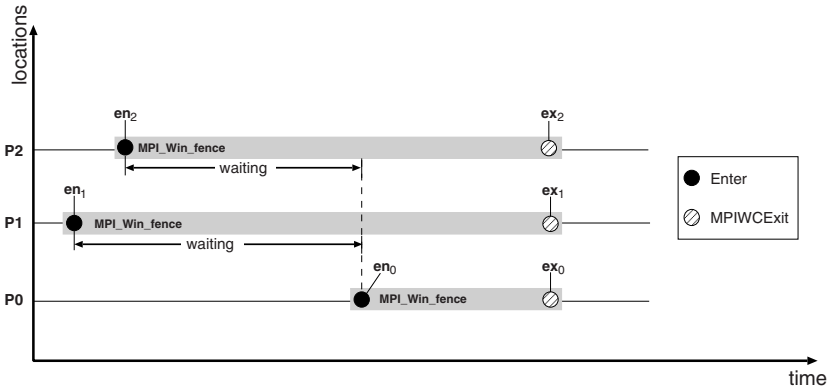 locations
en2
ex2
P2
MPI_Win_fence
waiting
en1
ex1
P1
MPI_Win_fence
waiting
en0
ex0
P0
MPI_Win_fence
Enter
MPIWCExit
time